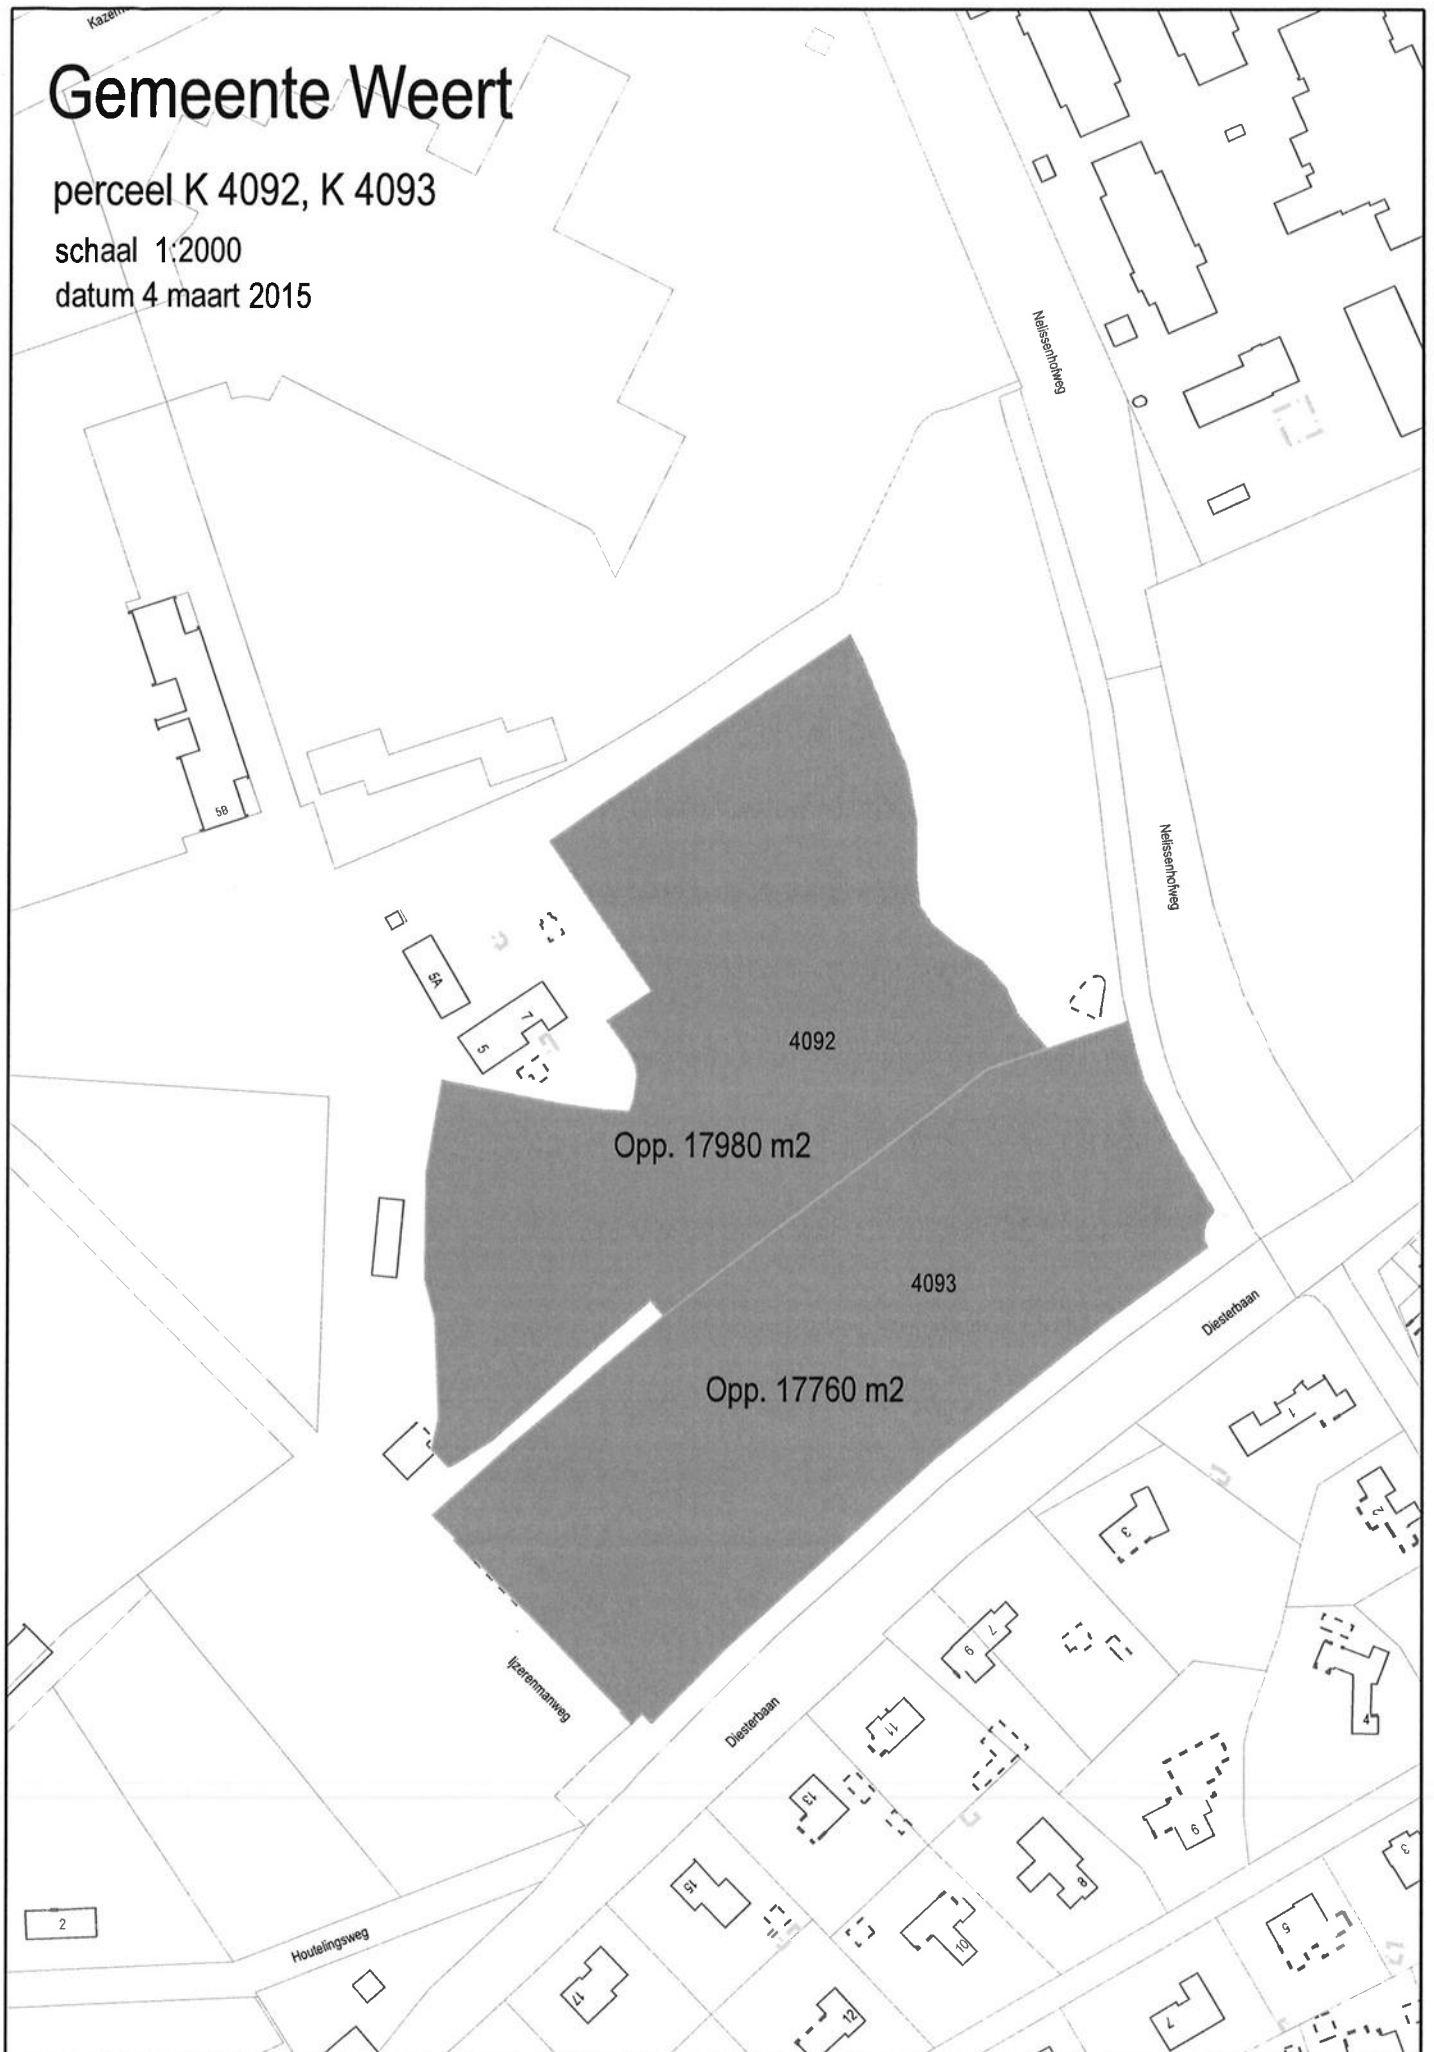 Gemeente Weert
perceel K 4092, K 4093
schaal 1:2000
datum 4 maart 2015
Nelissenhofweg
5B
Nelissenhofweg
5A
7
5
4092
Opp. 17980 m2
4093
Diesterbaan
Opp. 17760 m2
1
2
3
7
9
Ijzerenmanweg
4
Diesterbaan
11
13
6
3
15
8
2
5
Houtelingsweg
10
17
12
7